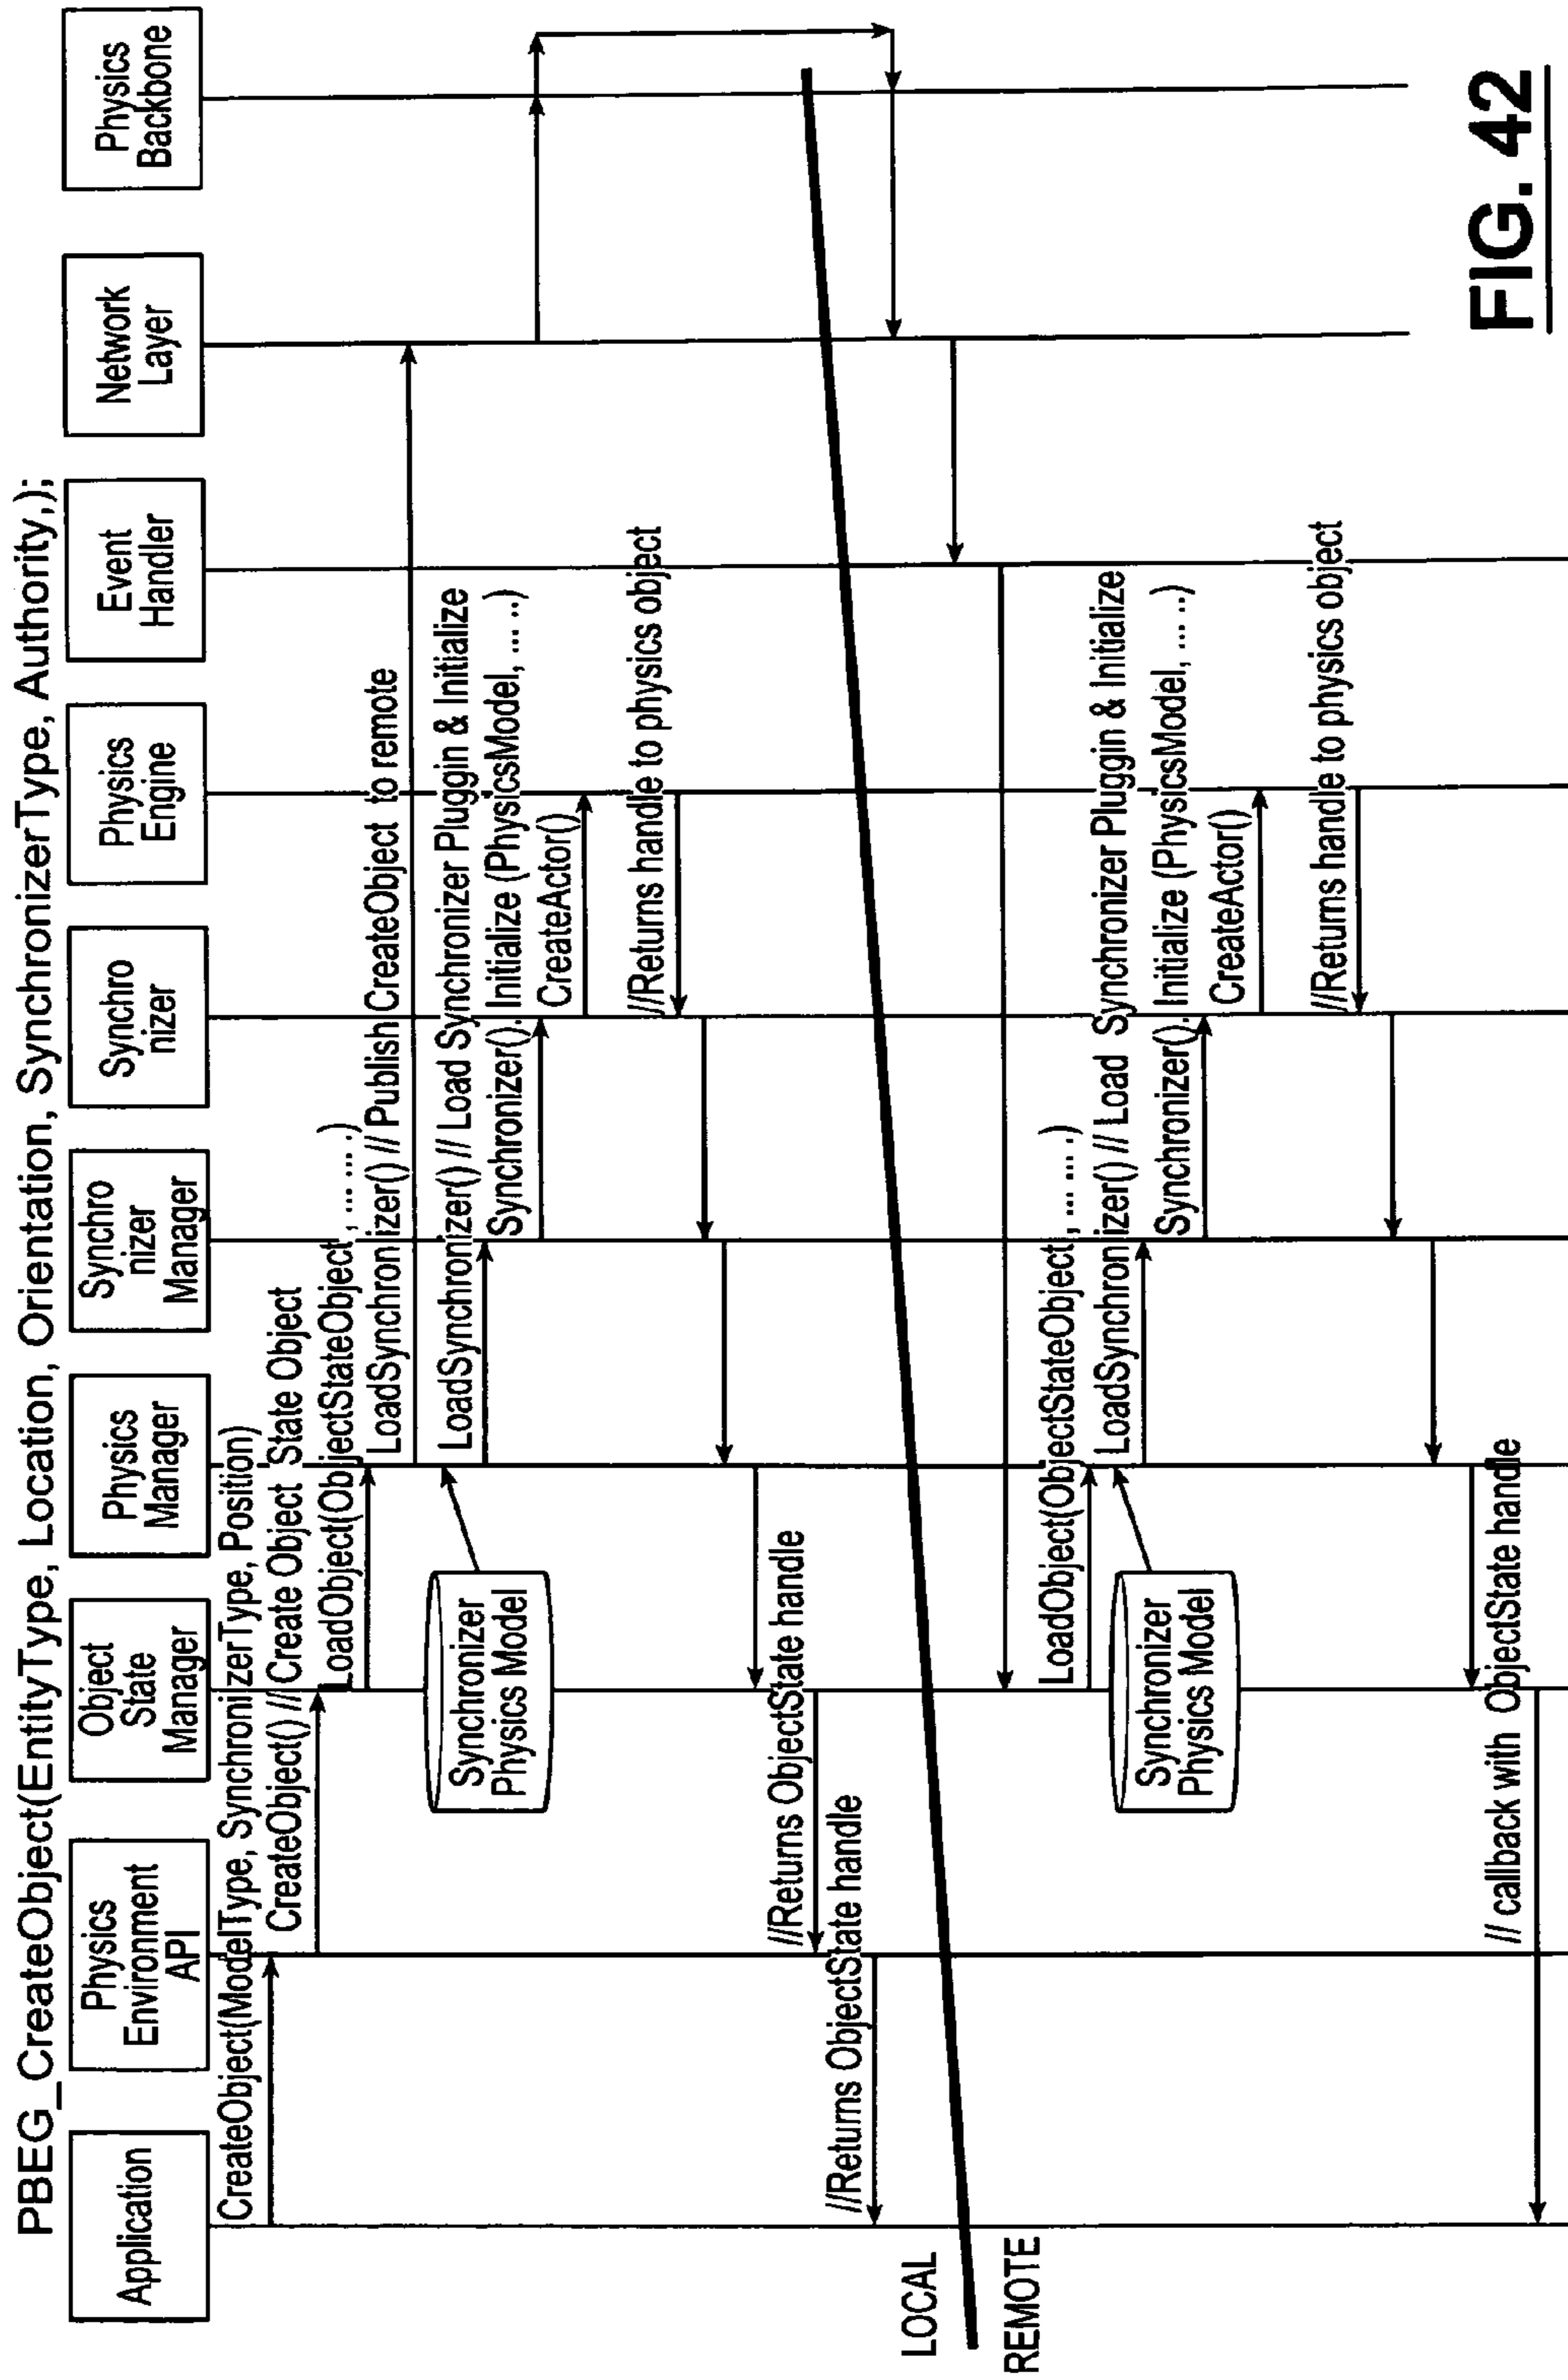 PBEG_CreateObject(EntityType, Location, Orientation, SynchronizerType, Authority,);
Application
Physics
Environment
API
Object
State
Manager
Physics
Manager
Synchro
nizer
Manager
Synchro
nizer
Physics
Engine
Event
Handler
Network
Layer
Physics
Backbone
CreateObject(ModelType, SynchronizerType, Position)
CreateObject() // Create Object State Object
LoadObject(ObjectStateObject, ... ... .)
LoadSynchronizer() // Publish CreateObject to remote
LoadSynchronizer() // Load Synchronizer Pluggin & Initialize
Synchronizer(). Initialize (PhysicsModel, ... ..)
CreateActor()
Synchronizer
Physics Model
//Returns handle to physics object
//Returns ObjectState handle
//Returns ObjectState handle
LOCAL
REMOTE
LoadObject(ObjectStateObject, ... ... .)
LoadSynchronizer() // Load Synchronizer Pluggin & Initialize
Synchronizer(). Initialize (PhysicsModel, ... ..)
CreateActor()
Synchronizer
Physics Model
//Returns handle to physics object
// callback with ObjectState handle
FIG. 42